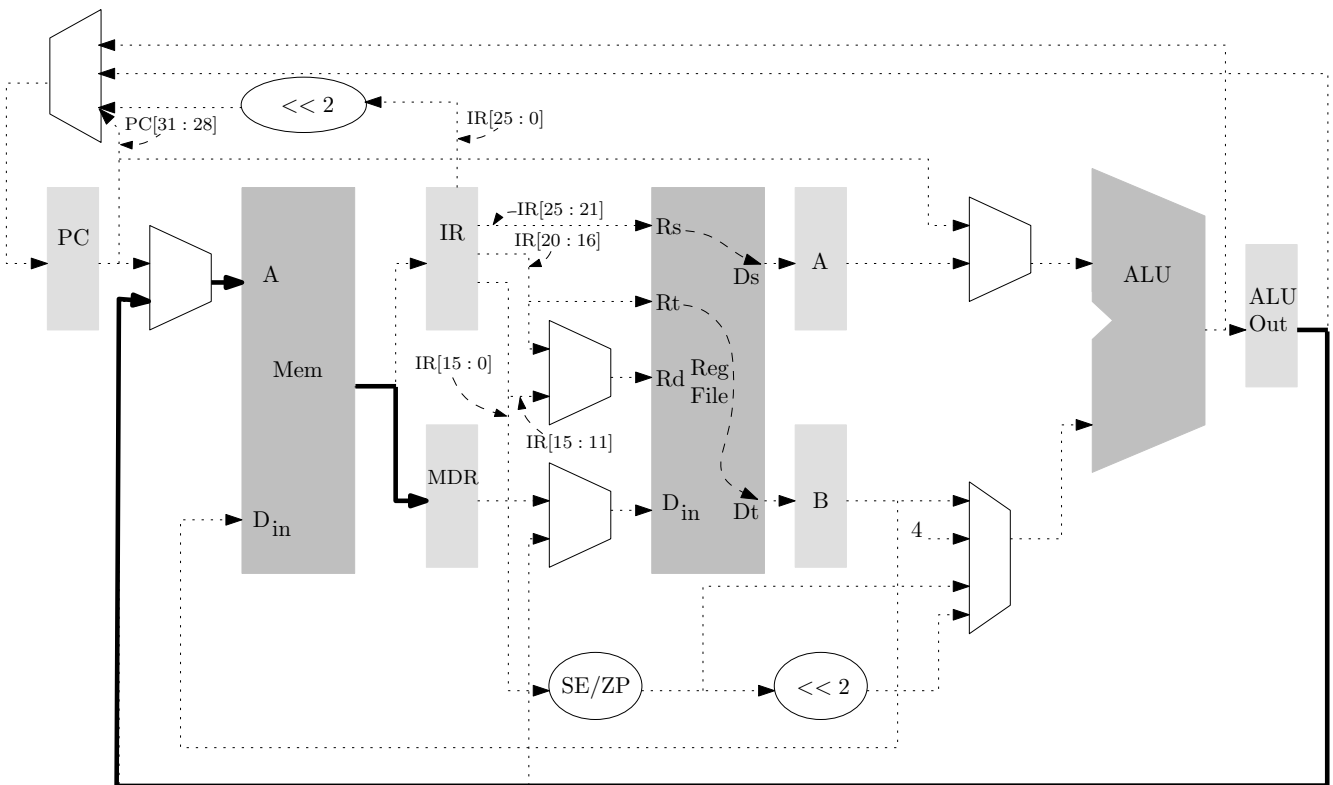 << 2
PC[31 : 28]
IR[25 : 0]
PC
A
Mem
D
in
IR
IR[25 : 21]
IR[20 : 16]
IR[15 : 0]
IR[15 : 11]
MDR
Rs
Ds
Rt
Rd
Reg
File
D
in
Dt
A
B
4
ALU
ALU
Out
SE/ZP
<< 2